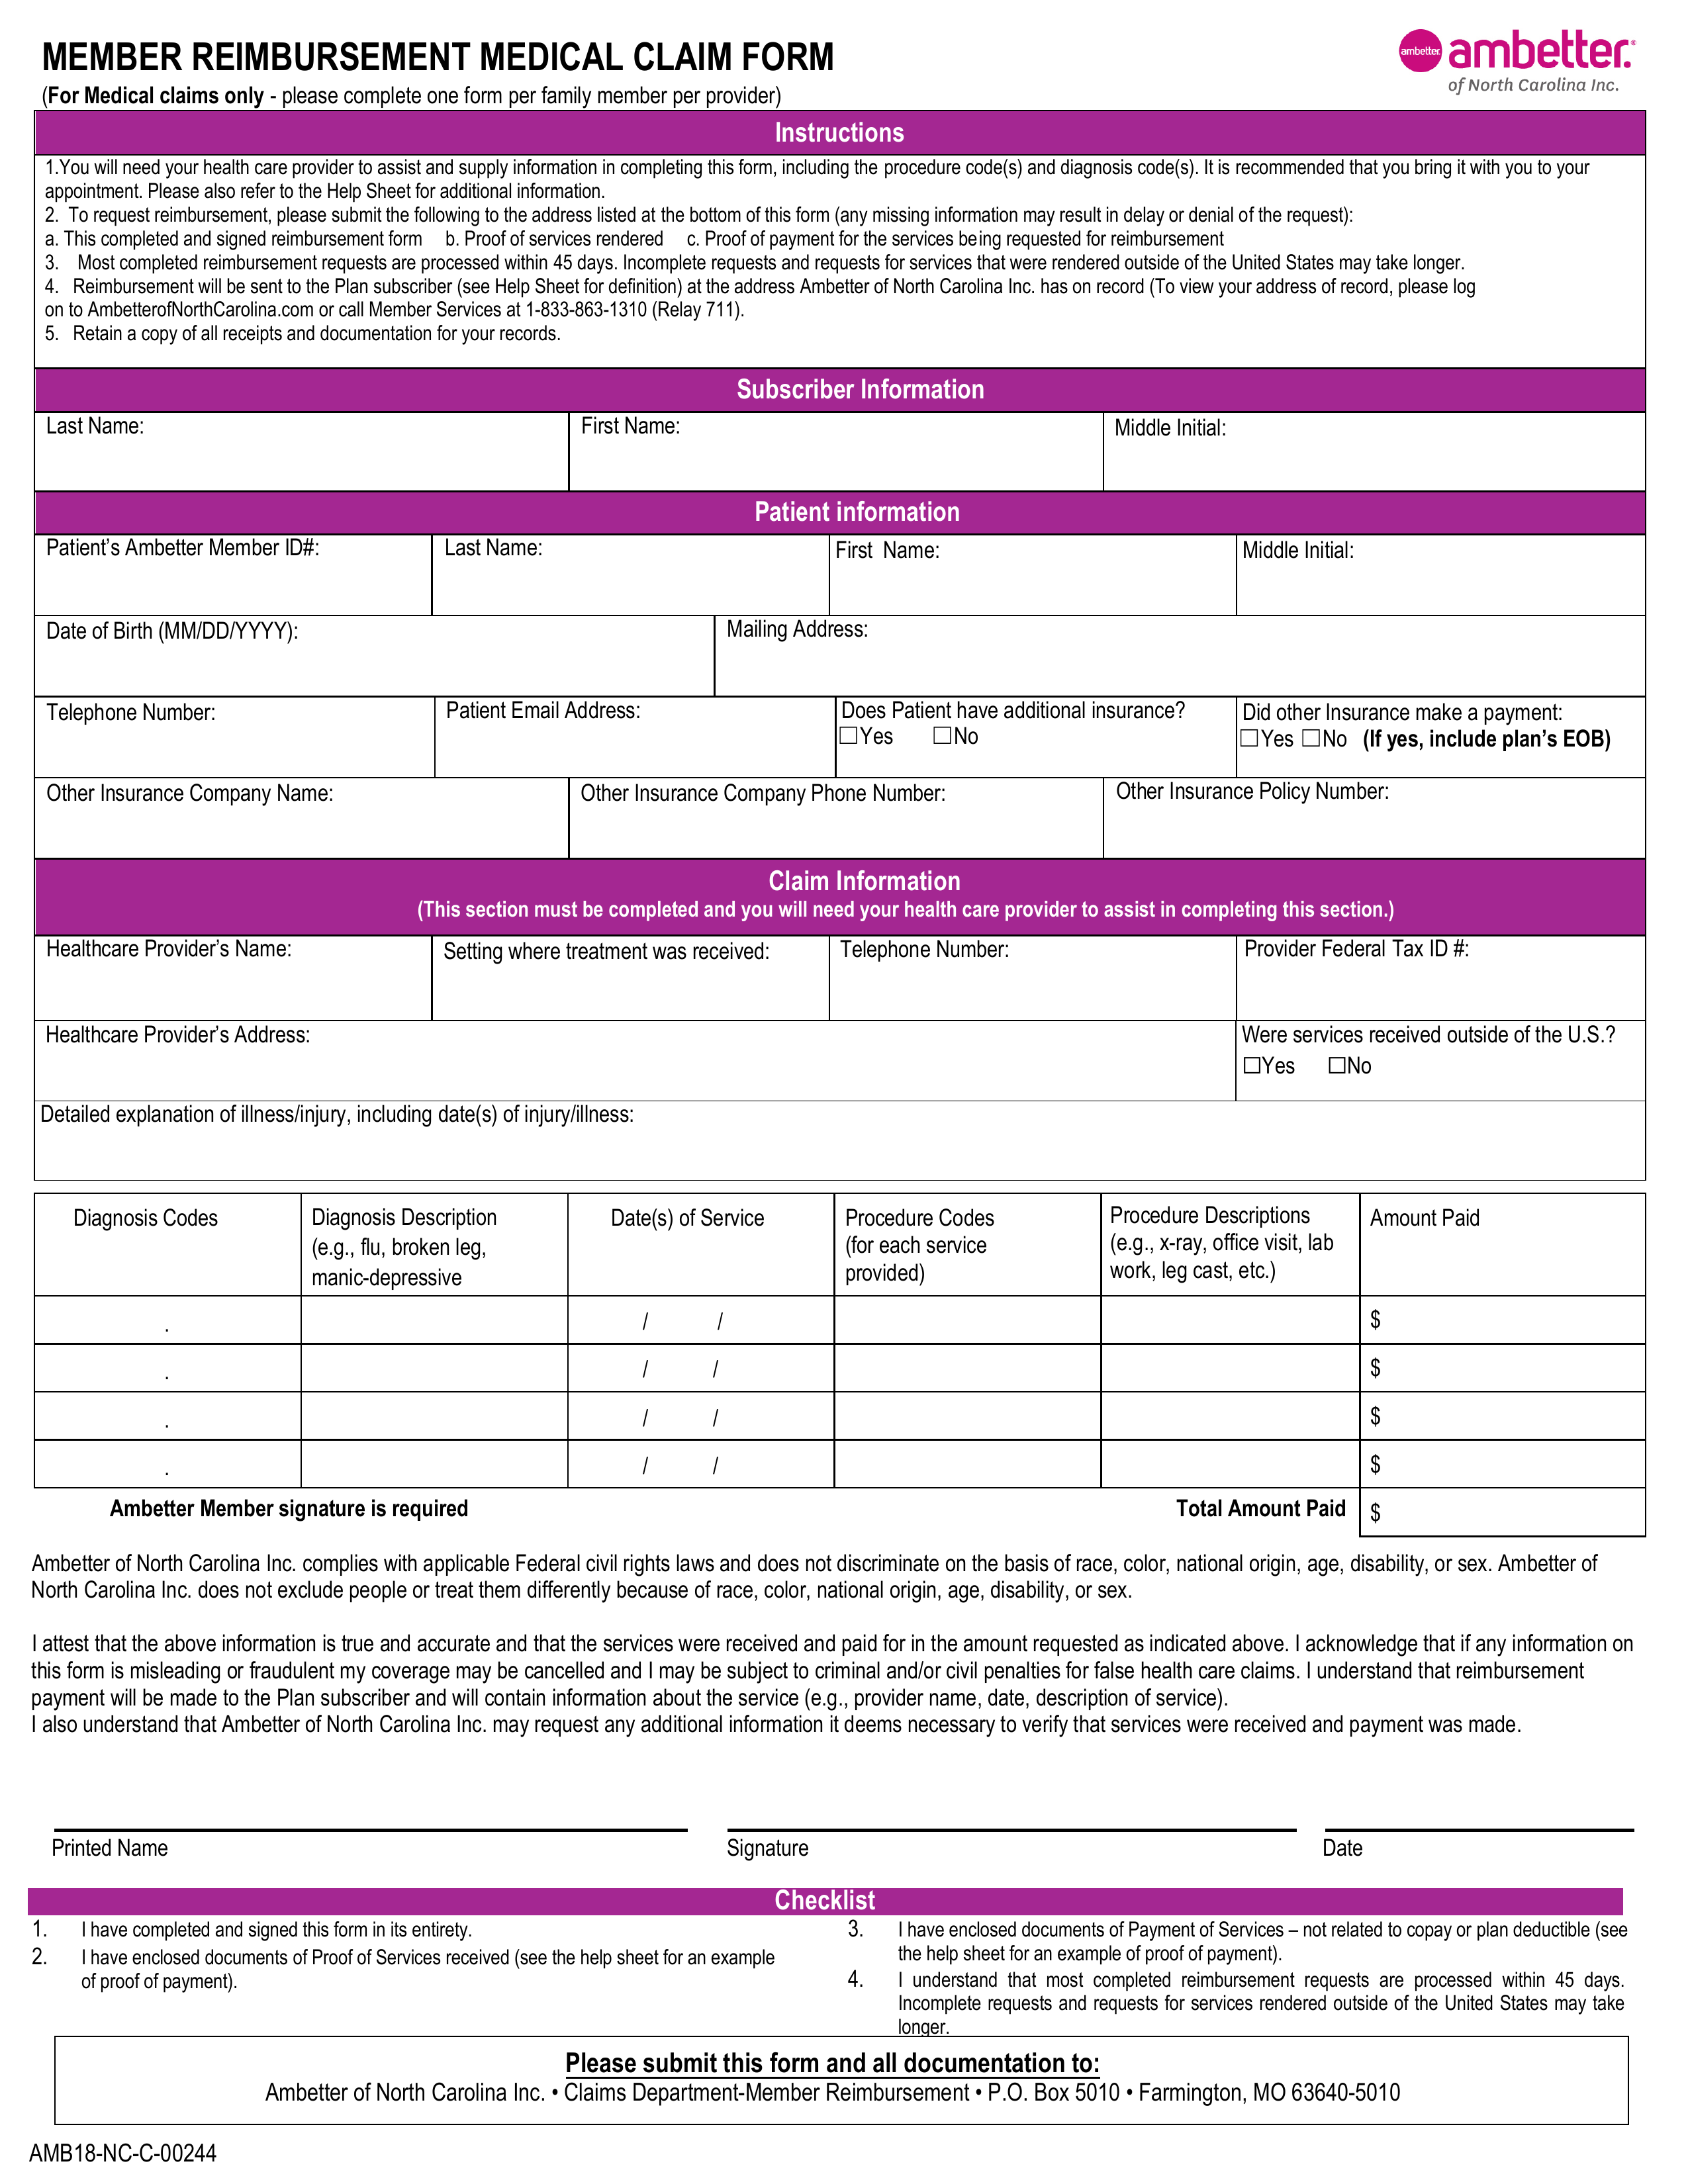 MEMBER REIMBURSEMENT MEDICAL CLAIM FORM
(For Medical claims only - please complete one form per family member per provider)
ambetter. ambetter.®
of North Carolina Inc.
Instructions
1.You will need your health care provider to assist and supply information in completing this form, including the procedure code(s) and diagnosis code(s). It is recommended that you bring it with you to your
appointment. Please also refer to the Help Sheet for additional information.
2. To request reimbursement, please submit the following to the address listed at the bottom of this form (any missing information may result in delay or denial of the request):
a. This completed and signed reimbursement form b. Proof of services rendered c. Proof of payment for the services being requested for reimbursement
3. Most completed reimbursement requests are processed within 45 days. Incomplete requests and requests for services that were rendered outside of the United States may take longer.
4. Reimbursement will be sent to the Plan subscriber (see Help Sheet for definition) at the address Ambetter of North Carolina Inc. has on record (To view your address of record, please log
on to AmbetterofNorthCarolina.com or call Member Services at 1-833-863-1310 (Relay 711).
5. Retain a copy of all receipts and documentation for your records.
Subscriber Information
Last Name: First Name: Middle Initial:
Patient information
Patient’s Ambetter Member ID#: Last Name: First Name: Middle Initial:
Date of Birth (MM/DD/YYYY): Mailing Address:
Telephone Number: Patient Email Address: Does Patient have additional insurance? Did other Insurance make a payment:
☐Yes ☐No ☐Yes ☐No (If yes, include plan’s EOB)
Other Insurance Company Name: Other Insurance Company Phone Number: Other Insurance Policy Number:
Claim Information
(This section must be completed and you will need your health care provider to assist in completing this section.)
Healthcare Provider’s Name: Setting where treatment was received: Telephone Number: Provider Federal Tax ID #:
Healthcare Provider’s Address: Were services received outside of the U.S.?
☐Yes ☐No
Detailed explanation of illness/injury, including date(s) of injury/illness:
Diagnosis Codes Diagnosis Description Date(s) of Service Procedure Codes Procedure Descriptions Amount Paid
(e.g., flu, broken leg, (for each service (e.g., x-ray, office visit, lab
manic-depressive provided) work, leg cast, etc.)
. / / $
. / / $
. / / $
. / / $
Ambetter Member signature is required Total Amount Paid $
Ambetter of North Carolina Inc. complies with applicable Federal civil rights laws and does not discriminate on the basis of race, color, national origin, age, disability, or sex. Ambetter of
North Carolina Inc. does not exclude people or treat them differently because of race, color, national origin, age, disability, or sex.
I attest that the above information is true and accurate and that the services were received and paid for in the amount requested as indicated above. I acknowledge that if any information on
this form is misleading or fraudulent my coverage may be cancelled and I may be subject to criminal and/or civil penalties for false health care claims. I understand that reimbursement
payment will be made to the Plan subscriber and will contain information about the service (e.g., provider name, date, description of service).
I also understand that Ambetter of North Carolina Inc. may request any additional information it deems necessary to verify that services were received and payment was made.
Printed Name Signature Date
Checklist
1. I have completed and signed this form in its entirety.
2. I have enclosed documents of Proof of Services received (see the help sheet for an example
of proof of payment).
3. I have enclosed documents of Payment of Services – not related to copay or plan deductible (see
the help sheet for an example of proof of payment).
4. I understand that most completed reimbursement requests are processed within 45 days.
Incomplete requests and requests for services rendered outside of the United States may take
longer.
Please submit this form and all documentation to:
Ambetter of North Carolina Inc. • Claims Department-Member Reimbursement • P.O. Box 5010 • Farmington, MO 63640-5010
AMB18-NC-C-00244